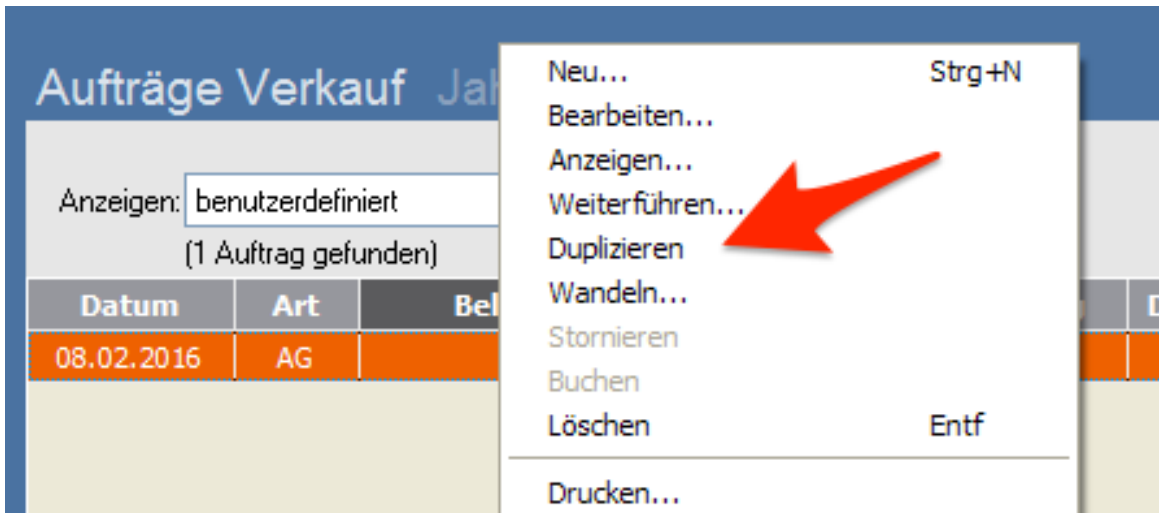 Aufträge Verkauf
Anzeigen: benutzerdefiniert
(1 Auftrag gefunden)
Datum Art
08.02.2016 AG
Neu... Strg+N
Bearbeiten...
Anzeigen...
Weiterführen...
Duplizieren
Wandeln...
Stornieren
Buchen
Löschen Entf
Drucken...